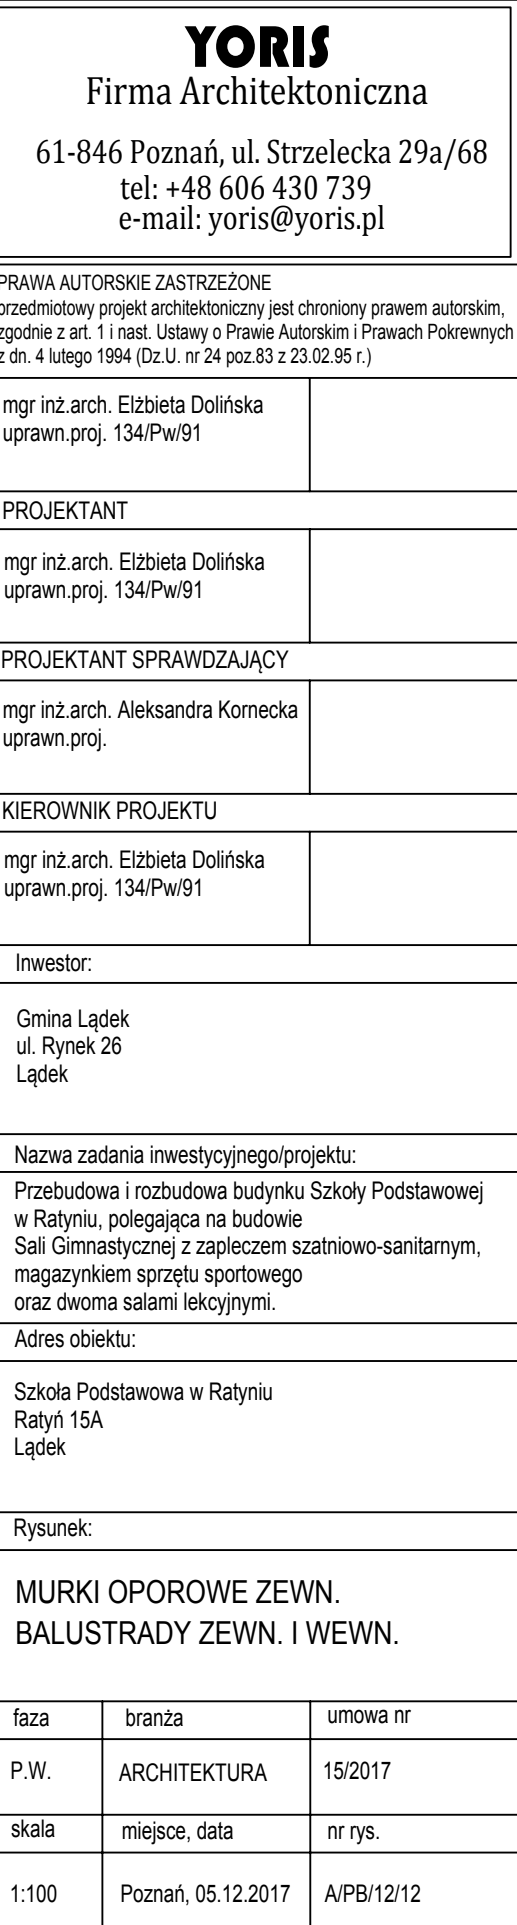 YORIS
Firma Architektoniczna
61-846 Poznań, ul. Strzelecka 29a/68
tel: +48 606 430 739
e-mail: yoris@yoris.pl
PRAWA AUTORSKIE ZASTRZEŻONE
przedmiotowy projekt architektoniczny jest chroniony prawem autorskim,
zgodnie z art. 1 i nast. Ustawy o Prawie Autorskim i Prawach Pokrewnych
z dn. 4 lutego 1994 (Dz.U. nr 24 poz.83 z 23.02.95 r.)
mgr inż.arch. Elżbieta Dolińska
uprawn.proj. 134/Pw/91
PROJEKTANT
mgr inż.arch. Elżbieta Dolińska
uprawn.proj. 134/Pw/91
PROJEKTANT SPRAWDZAJĄCY
mgr inż.arch. Aleksandra Kornecka
uprawn.proj.
KIEROWNIK PROJEKTU
mgr inż.arch. Elżbieta Dolińska
uprawn.proj. 134/Pw/91
Inwestor:
Gmina Lądek
ul. Rynek 26
Lądek
Nazwa zadania inwestycyjnego/projektu:
Przebudowa i rozbudowa budynku Szkoły Podstawowej
w Ratyniu, polegająca na budowie
Sali Gimnastycznej z zapleczem szatniowo-sanitarnym,
magazynkiem sprzętu sportowego
oraz dwoma salami lekcyjnymi.
Adres obiektu:
Szkoła Podstawowa w Ratyniu
Ratyń 15A
Lądek
Rysunek:
MURKI OPOROWE ZEWN.
BALUSTRADY ZEWN. I WEWN.
faza branża umowa nr
P.W. ARCHITEKTURA 15/2017
skala miejsce, data nr rys.
1:100 Poznań, 05.12.2017 A/PB/12/12